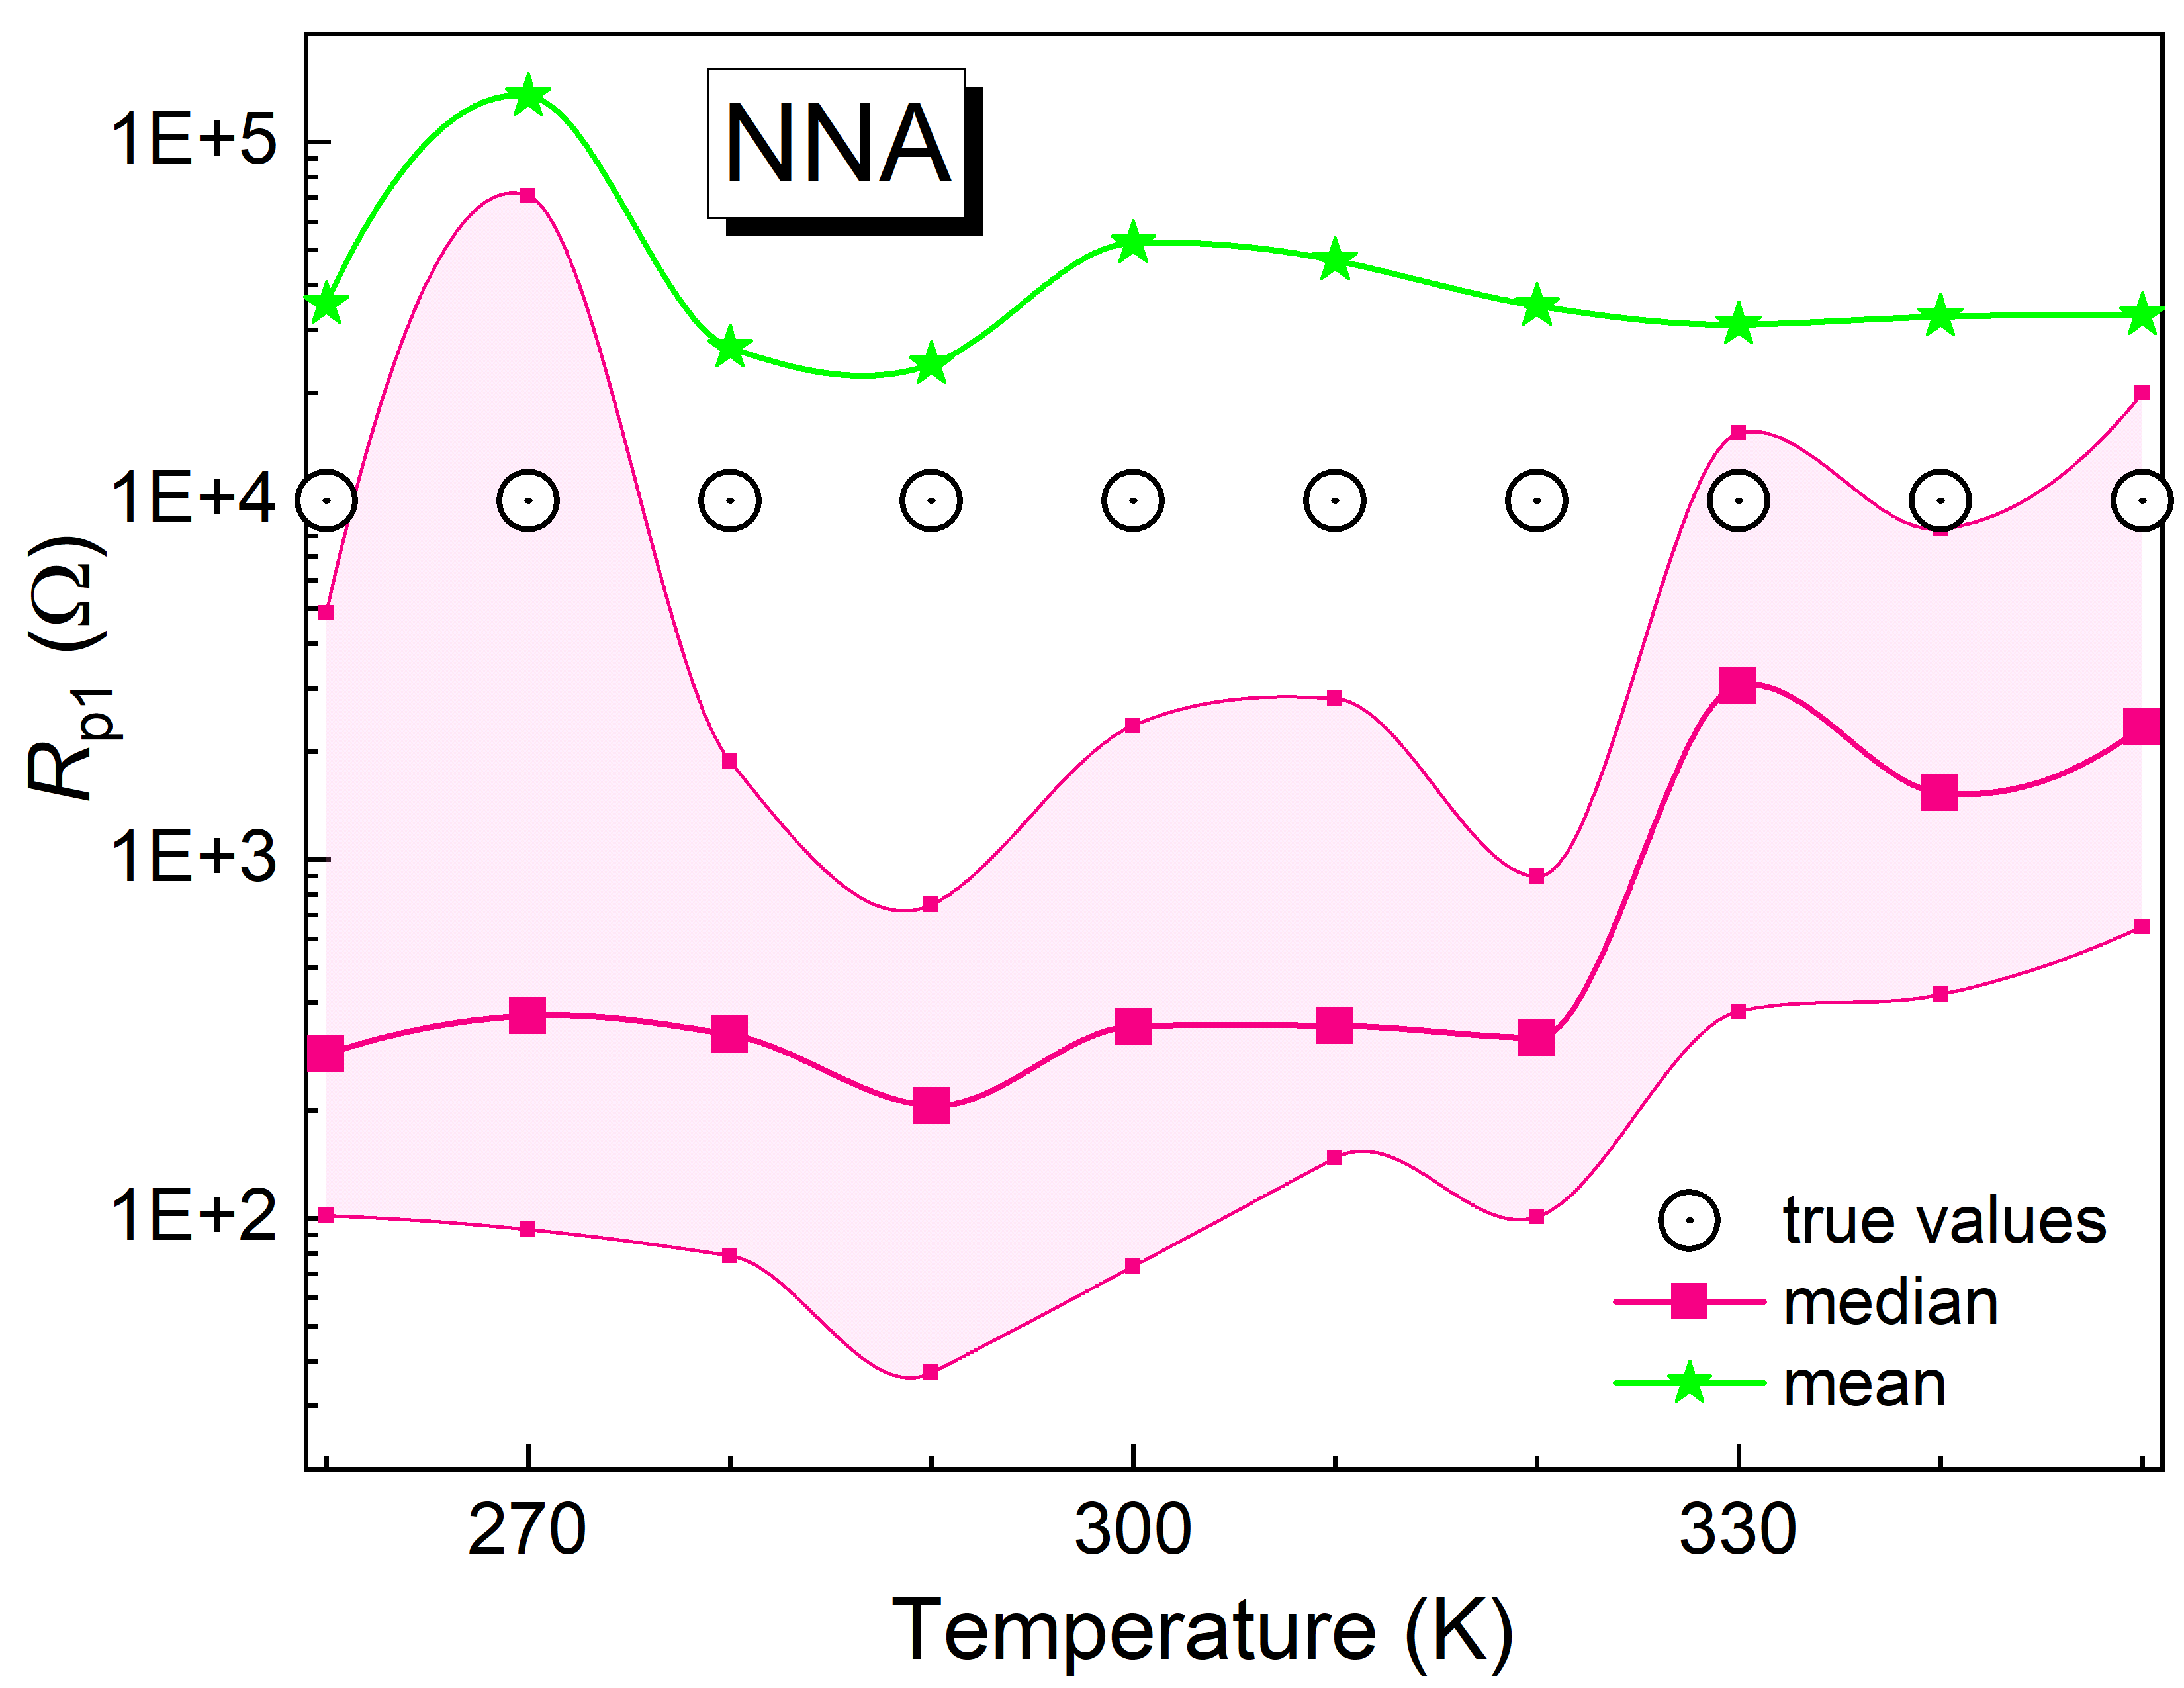 NNA
1E+5
1E+4
1E+3
1E+2
Rp1 (Ω)
true values
median
mean
270 300 330
Temperature (K)